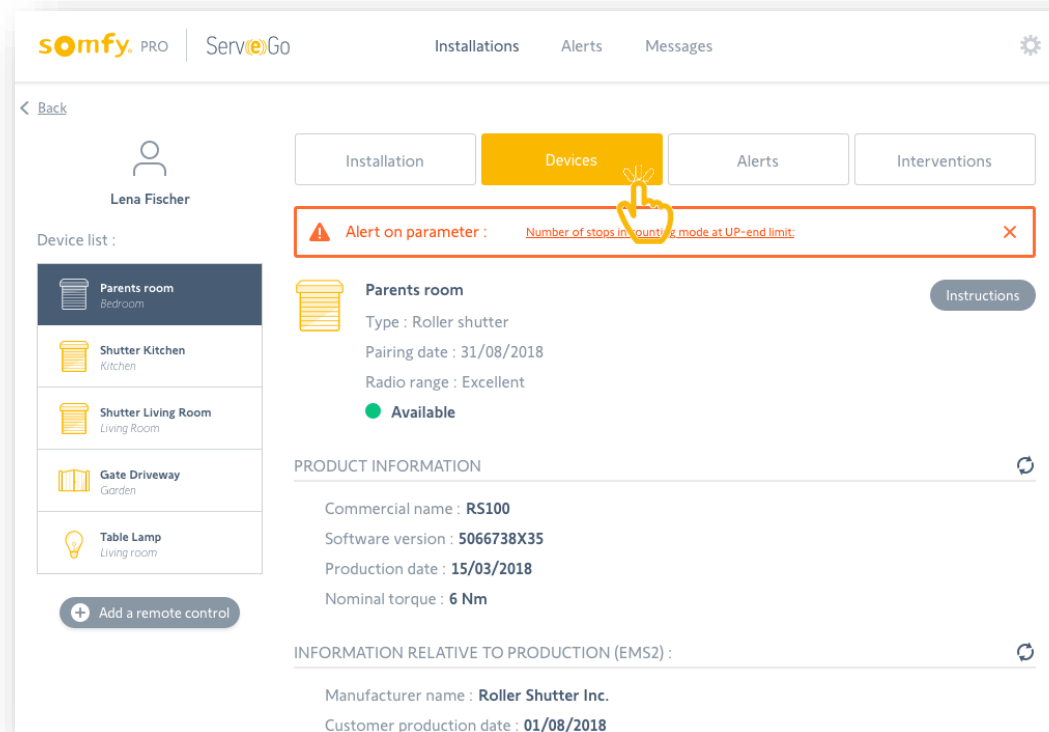 somfy. PRO Serv(e)Go Installations Alerts Messages
Back
Lena Fischer
Device list :
Parents room
Bedroom
Shutter Kitchen
Kitchen
Shutter Living Room
Living Room
Gate Driveway
Garden
Table Lamp
Living room
Add a remote control
Installation Devices Alerts Interventions
Alert on parameter : Number of stops in counting mode at UP-end limit:
Parents room
Instructions
Type : Roller shutter
Pairing date : 31/08/2018
Radio range : Excellent
Available
PRODUCT INFORMATION
Commercial name : RS100
Software version : 5066738X35
Production date : 15/03/2018
Nominal torque : 6 Nm
INFORMATION RELATIVE TO PRODUCTION (EMS2) :
Manufacturer name : Roller Shutter Inc.
Customer production date : 01/08/2018